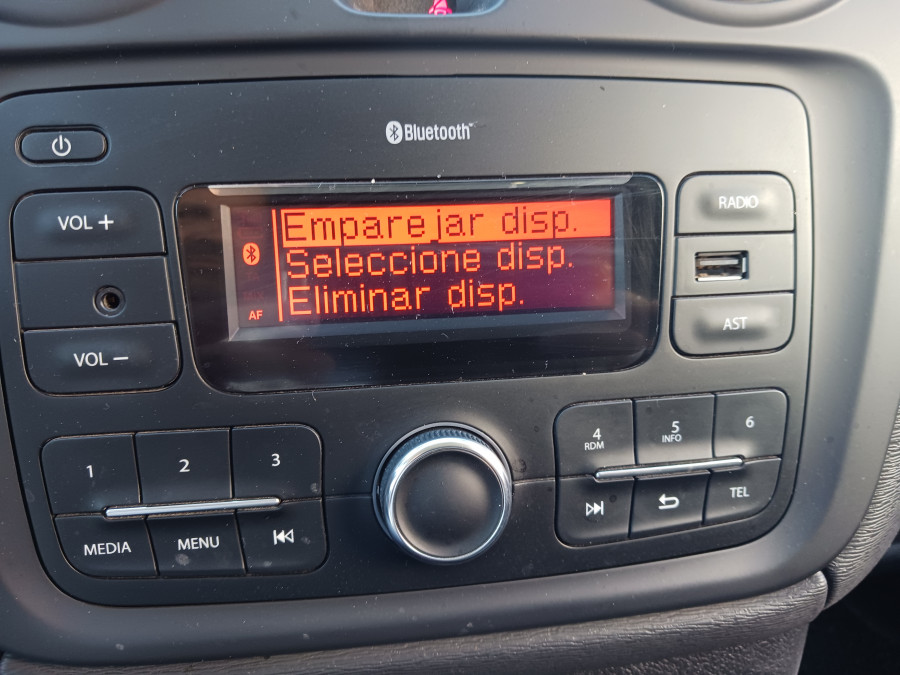 Bluetooth™
VOL +
RADIO
Emparejar disp.
Seleccione disp.
Eliminar disp.
AF
AST
VOL −
1
2
3
4
RDM
5
INFO
6
MEDIA
MENU
TEL